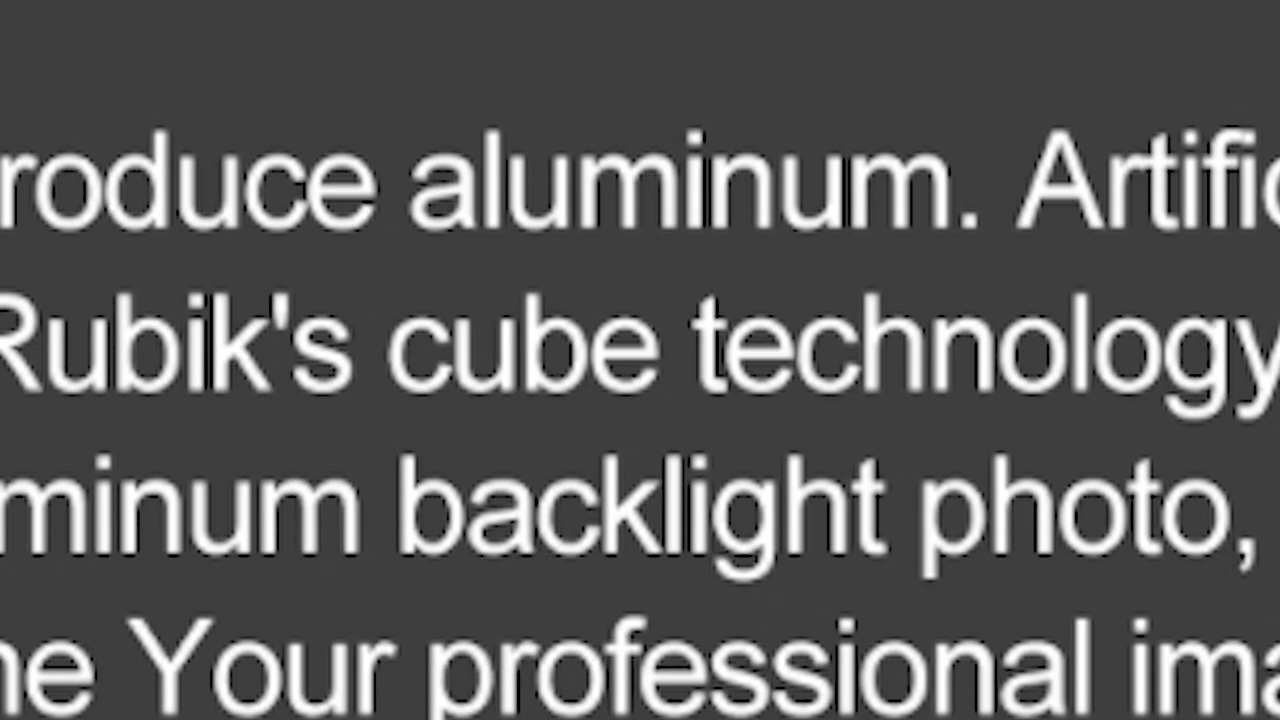 roduce aluminum. Artific
Rubik's cube technology
minum backlight photo,
ne Your professional ima